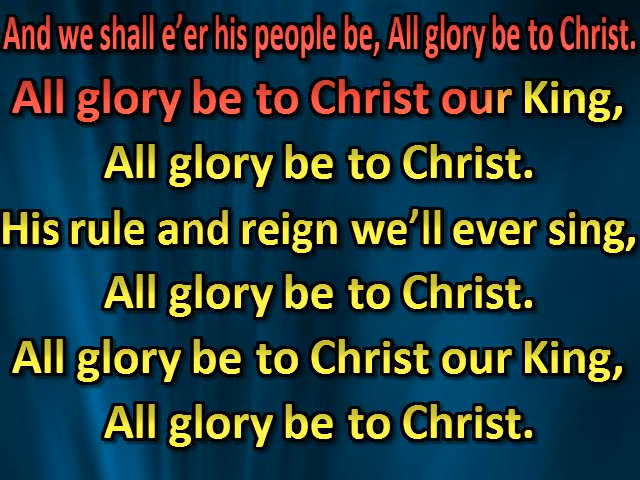 And we shall e’er his people be, All glory be to Christ.
All glory be to Christ our King,
All glory be to Christ.
His rule and reign we’ll ever sing,
All glory be to Christ.
All glory be to Christ our King,
All glory be to Christ.